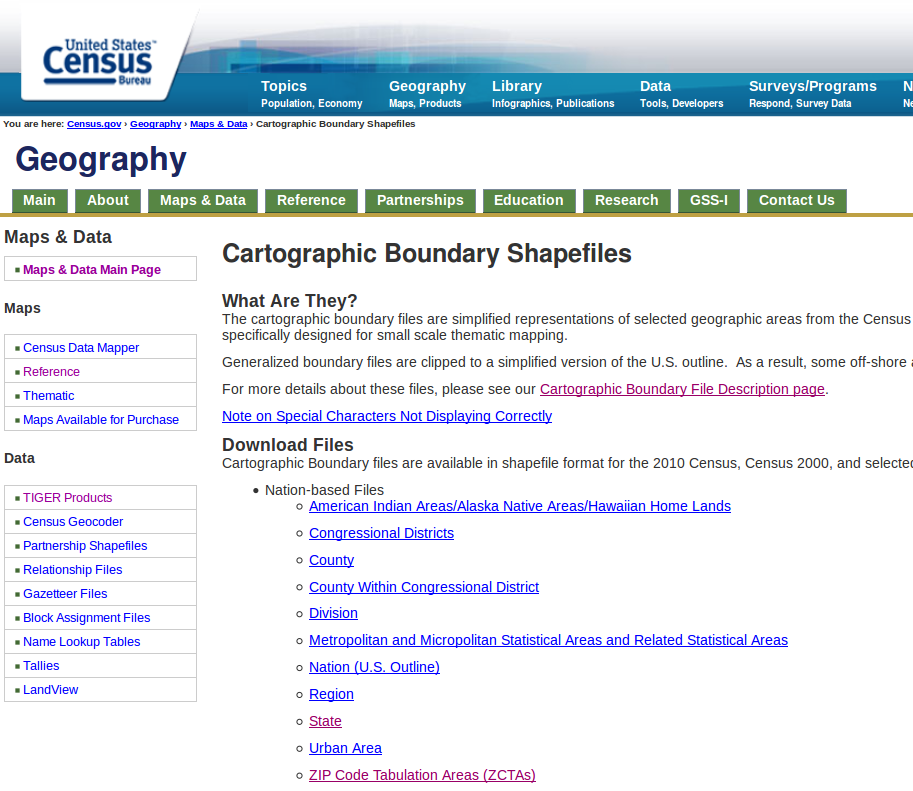 United States™
Census
Bureau
Topics Geography Library Data Surveys/Programs N
Population, Economy Maps, Products Infographics, Publications Tools, Developers Respond, Survey Data Ne
You are here: Census.gov › Geography › Maps & Data › Cartographic Boundary Shapefiles
Geography
Main About Maps & Data Reference Partnerships Education Research GSS-I Contact Us
Maps & Data
Maps & Data Main Page
Maps
Census Data Mapper
Reference
Thematic
Maps Available for Purchase
Data
TIGER Products
Census Geocoder
Partnership Shapefiles
Relationship Files
Gazetteer Files
Block Assignment Files
Name Lookup Tables
Tallies
LandView
Cartographic Boundary Shapefiles
What Are They?
The cartographic boundary files are simplified representations of selected geographic areas from the Census
specifically designed for small scale thematic mapping.
Generalized boundary files are clipped to a simplified version of the U.S. outline.  As a result, some off-shore a
For more details about these files, please see our Cartographic Boundary File Description page.
Note on Special Characters Not Displaying Correctly
Download Files
Cartographic Boundary files are available in shapefile format for the 2010 Census, Census 2000, and selected
• Nation-based Files
American Indian Areas/Alaska Native Areas/Hawaiian Home Lands
Congressional Districts
County
County Within Congressional District
Division
Metropolitan and Micropolitan Statistical Areas and Related Statistical Areas
Nation (U.S. Outline)
Region
State
Urban Area
ZIP Code Tabulation Areas (ZCTAs)